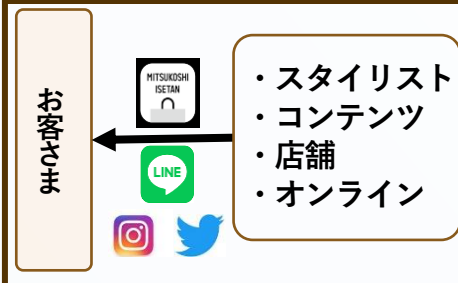 お客さま
MITSUKOSHI
ISETAN
LINE
・スタイリスト
・コンテンツ
・店舗
・オンライン